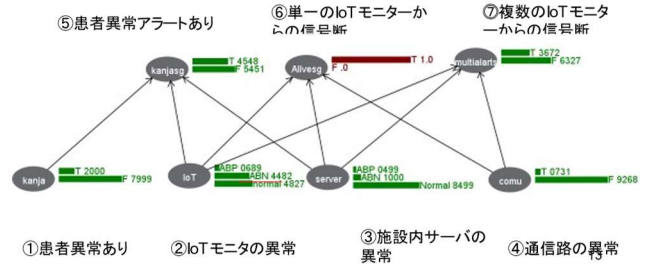 ⑤患者異常アラートあり
⑥単一のIoTモニターか
らの信号断
⑦複数のIoTモニタ
ーからの信号断
kanjasg
T 4548
F 5451
Alivesg
T 1.0
F .0
multialarts
T 3672
F 6327
kanja
T 2000
F 7999
IoT
ABP 0689
ABN 4482
normal 4827
server
ABP 0499
ABN 1000
Normal 8499
comu
T 0731
F 9268
①患者異常あり
②IoTモニタの異常
③施設内サーバの
異常
④通信路の異常
13